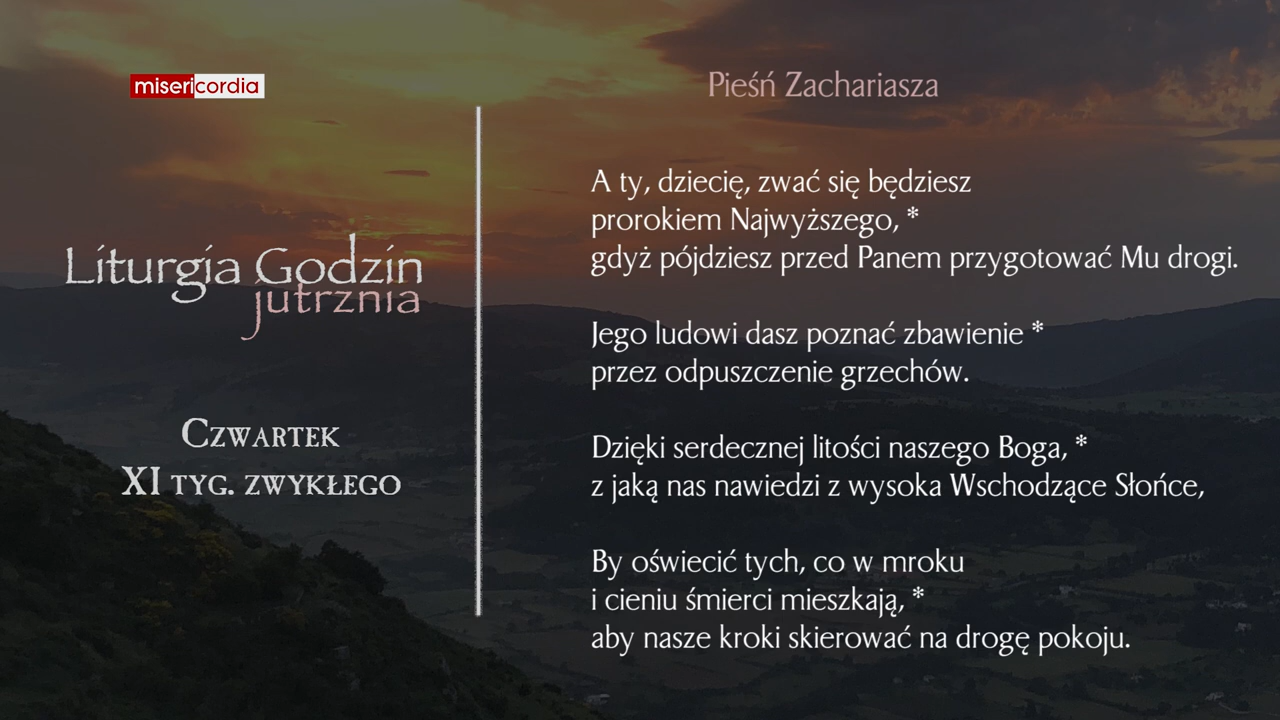 misericordia
Liturgia Godzin
jutrznia
Czwartek
XI tyg. zwykłego
Pieśń Zachariasza
A ty, dziecię, zwać się będziesz
prorokiem Najwyższego, *
gdyż pójdziesz przed Panem przygotować Mu drogi.
Jego ludowi dasz poznać zbawienie *
przez odpuszczenie grzechów.
Dzięki serdecznej litości naszego Boga, *
z jaką nas nawiedzi z wysoka Wschodzące Słońce,
By oświecić tych, co w mroku
i cieniu śmierci mieszkają, *
aby nasze kroki skierować na drogę pokoju.